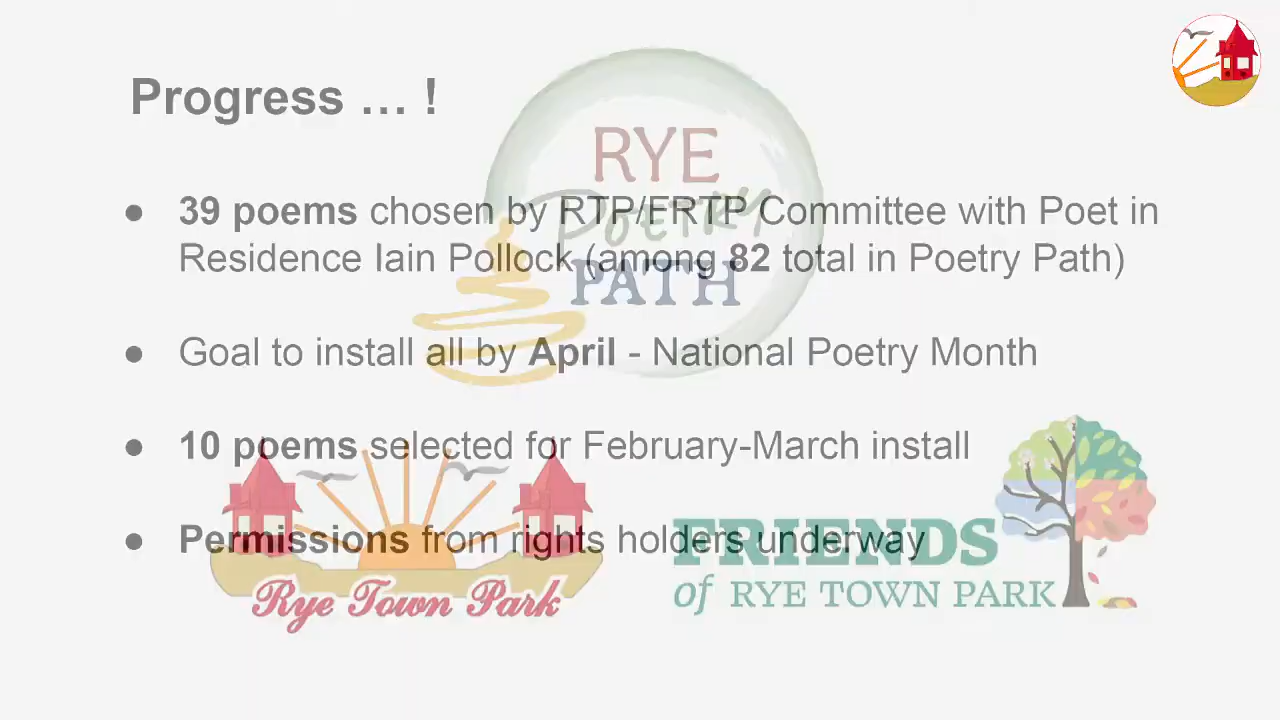 Progress … !
RYE
Poetry
PATH
● 39 poems chosen by RTP/FRTP Committee with Poet in
Residence Iain Pollock (among 82 total in Poetry Path)
● Goal to install all by April - National Poetry Month
● 10 poems selected for February-March install
● Permissions from rights holders underway
Rye Town Park
FRIENDS
of RYE TOWN PARK